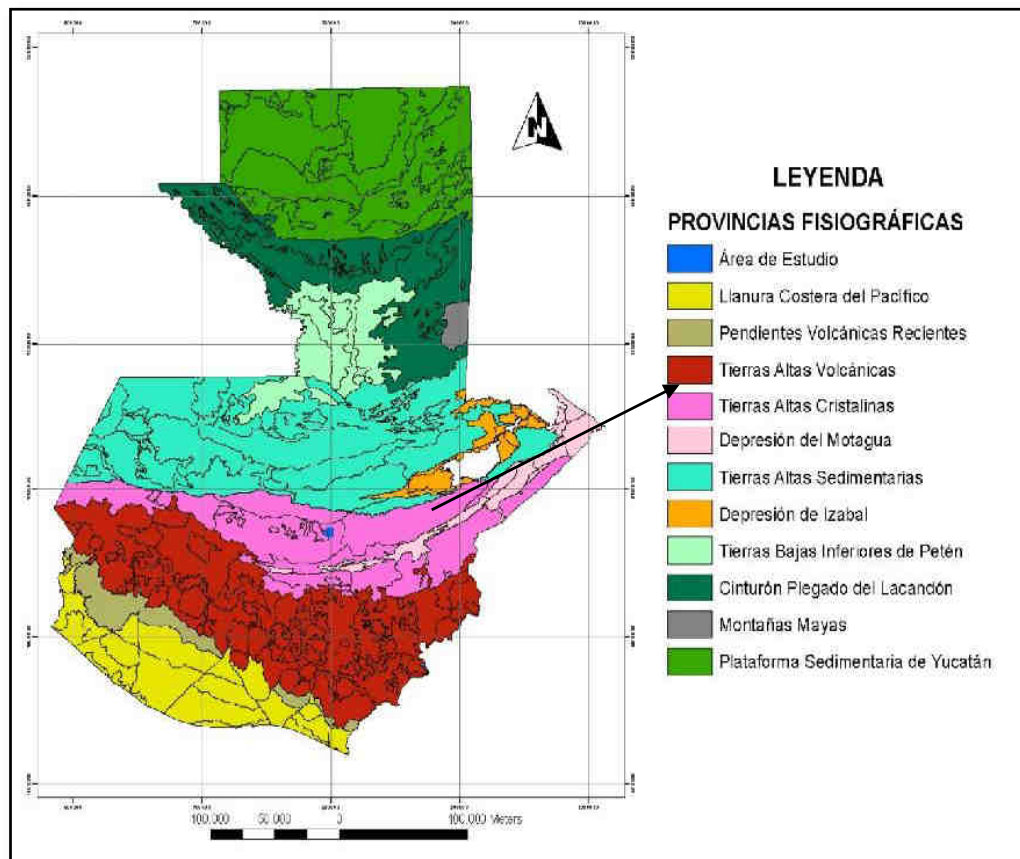 N
LEYENDA
PROVINCIAS FISIOGRÁFICAS
Área de Estudio
Llanura Costera del Pacífico
Pendientes Volcánicas Recientes
Tierras Altas Volcánicas
Tierras Altas Cristalinas
Depresión del Motagua
Tierras Altas Sedimentarias
Depresión de Izabal
Tierras Bajas Inferiores de Petén
Cinturón Plegado del Lacandón
Montañas Mayas
Plataforma Sedimentaria de Yucatán
100,000 50,000 0 100,000 Meters